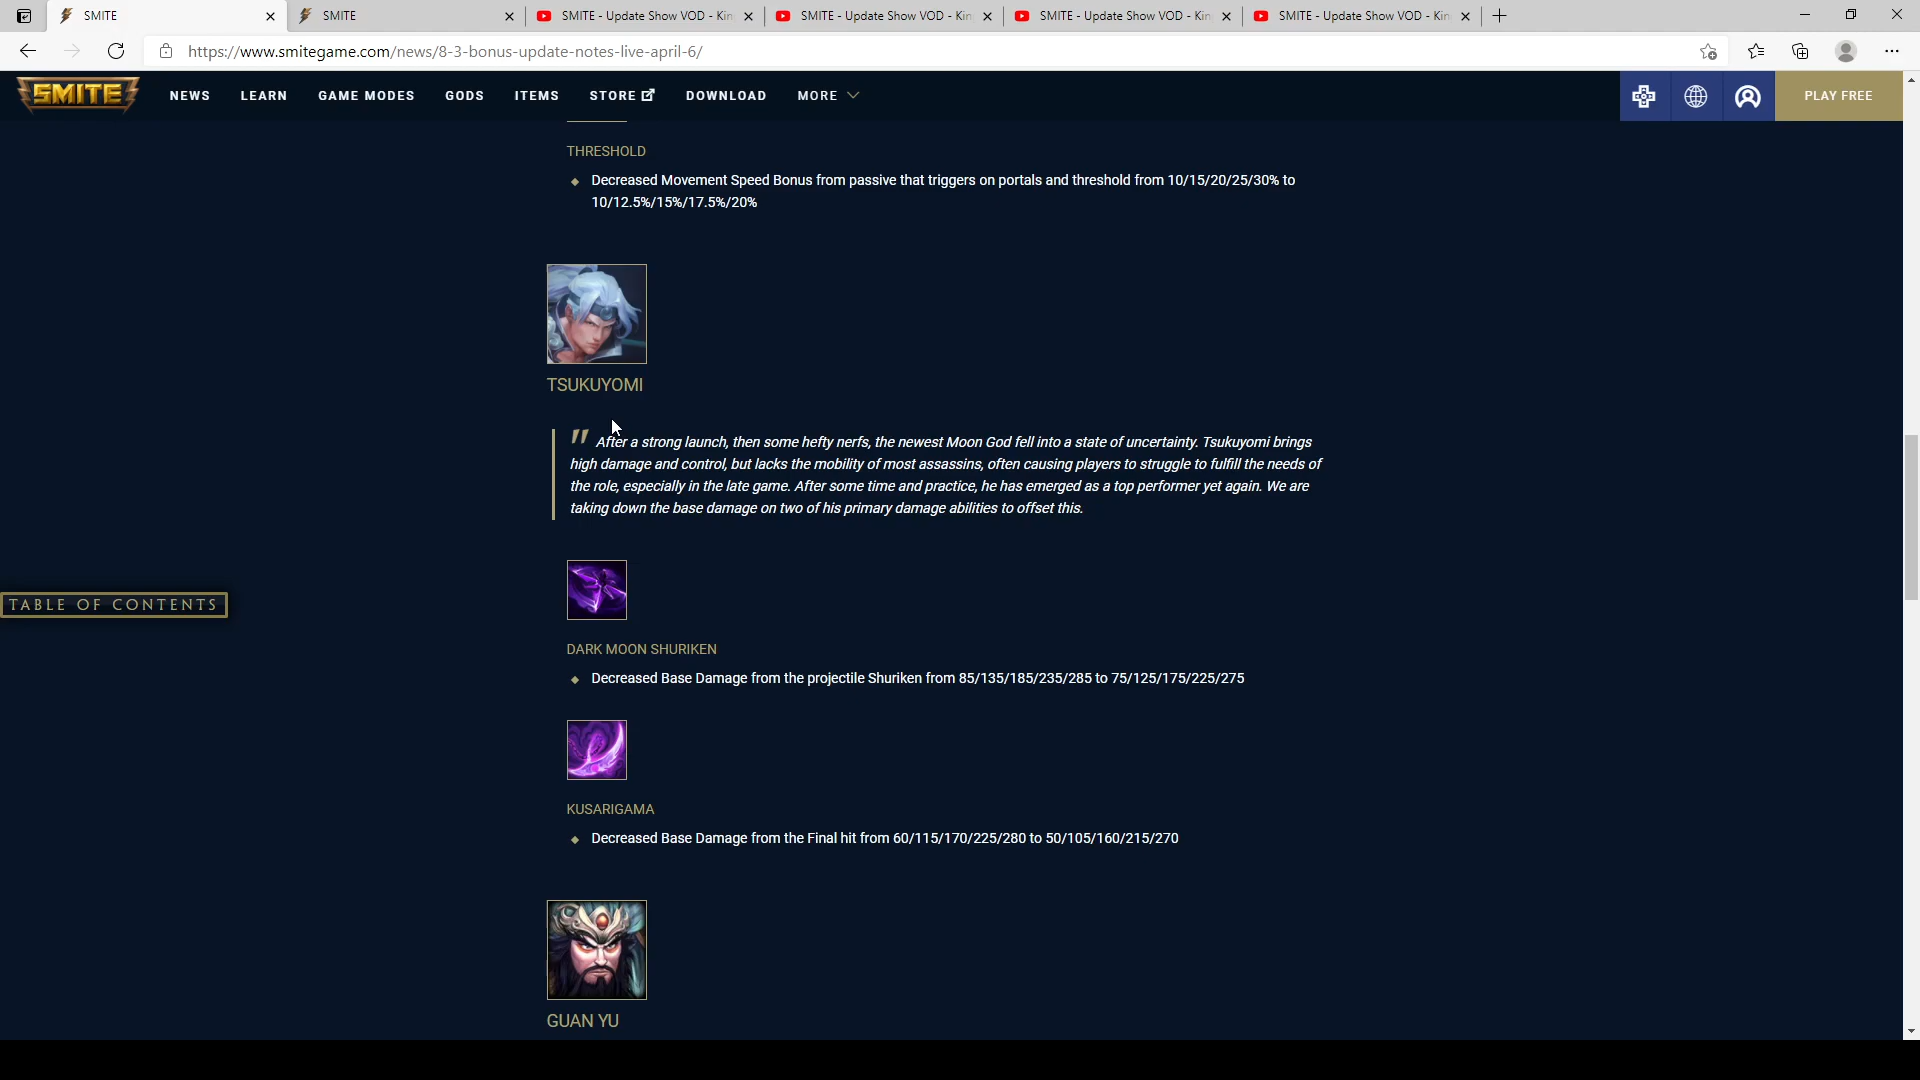 SMITE
SMITE
SMITE - Update Show VOD - Kin
SMITE - Update Show VOD - Kin
SMITE - Update Show VOD - Kin
SMITE - Update Show VOD - Kin
https://www.smitegame.com/news/8-3-bonus-update-notes-live-april-6/
SMITE
NEWS
LEARN
GAME MODES
GODS
ITEMS
STORE
DOWNLOAD
MORE
PLAY FREE
THRESHOLD
Decreased Movement Speed Bonus from passive that triggers on portals and threshold from 10/15/20/25/30% to
10/12.5%/15%/17.5%/20%
TSUKUYOMI
" After a strong launch, then some hefty nerfs, the newest Moon God fell into a state of uncertainty. Tsukuyomi brings
high damage and control, but lacks the mobility of most assassins, often causing players to struggle to fulfill the needs of
the role, especially in the late game. After some time and practice, he has emerged as a top performer yet again. We are
taking down the base damage on two of his primary damage abilities to offset this.
TABLE OF CONTENTS
DARK MOON SHURIKEN
Decreased Base Damage from the projectile Shuriken from 85/135/185/235/285 to 75/125/175/225/275
KUSARIGAMA
Decreased Base Damage from the Final hit from 60/115/170/225/280 to 50/105/160/215/270
GUAN YU